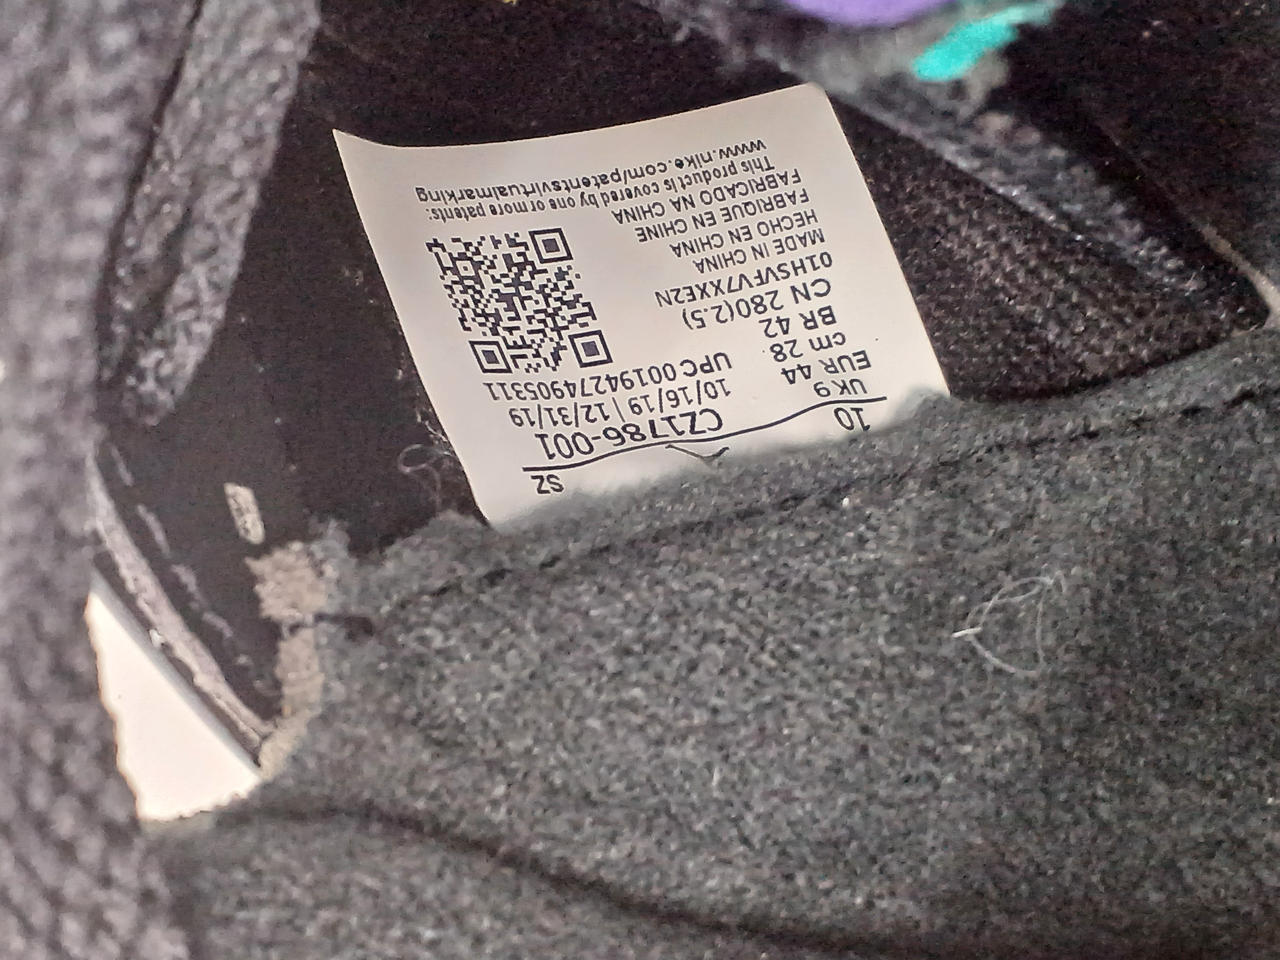 10 S2
UK 9 CZ1786-001
EUR 44 10/16/19 | 12/31/19
cm 28 UPC 00194274905311
BR 42
CN 280(2.5)
01HSVFV7XXE2N
MADE IN CHINA
HECHO EN CHINA
FABRIQUE EN CHINE
FABRICADO NA CHINA
This product is covered by one or more patents:
www.nike.com/patentsvirtualmarking